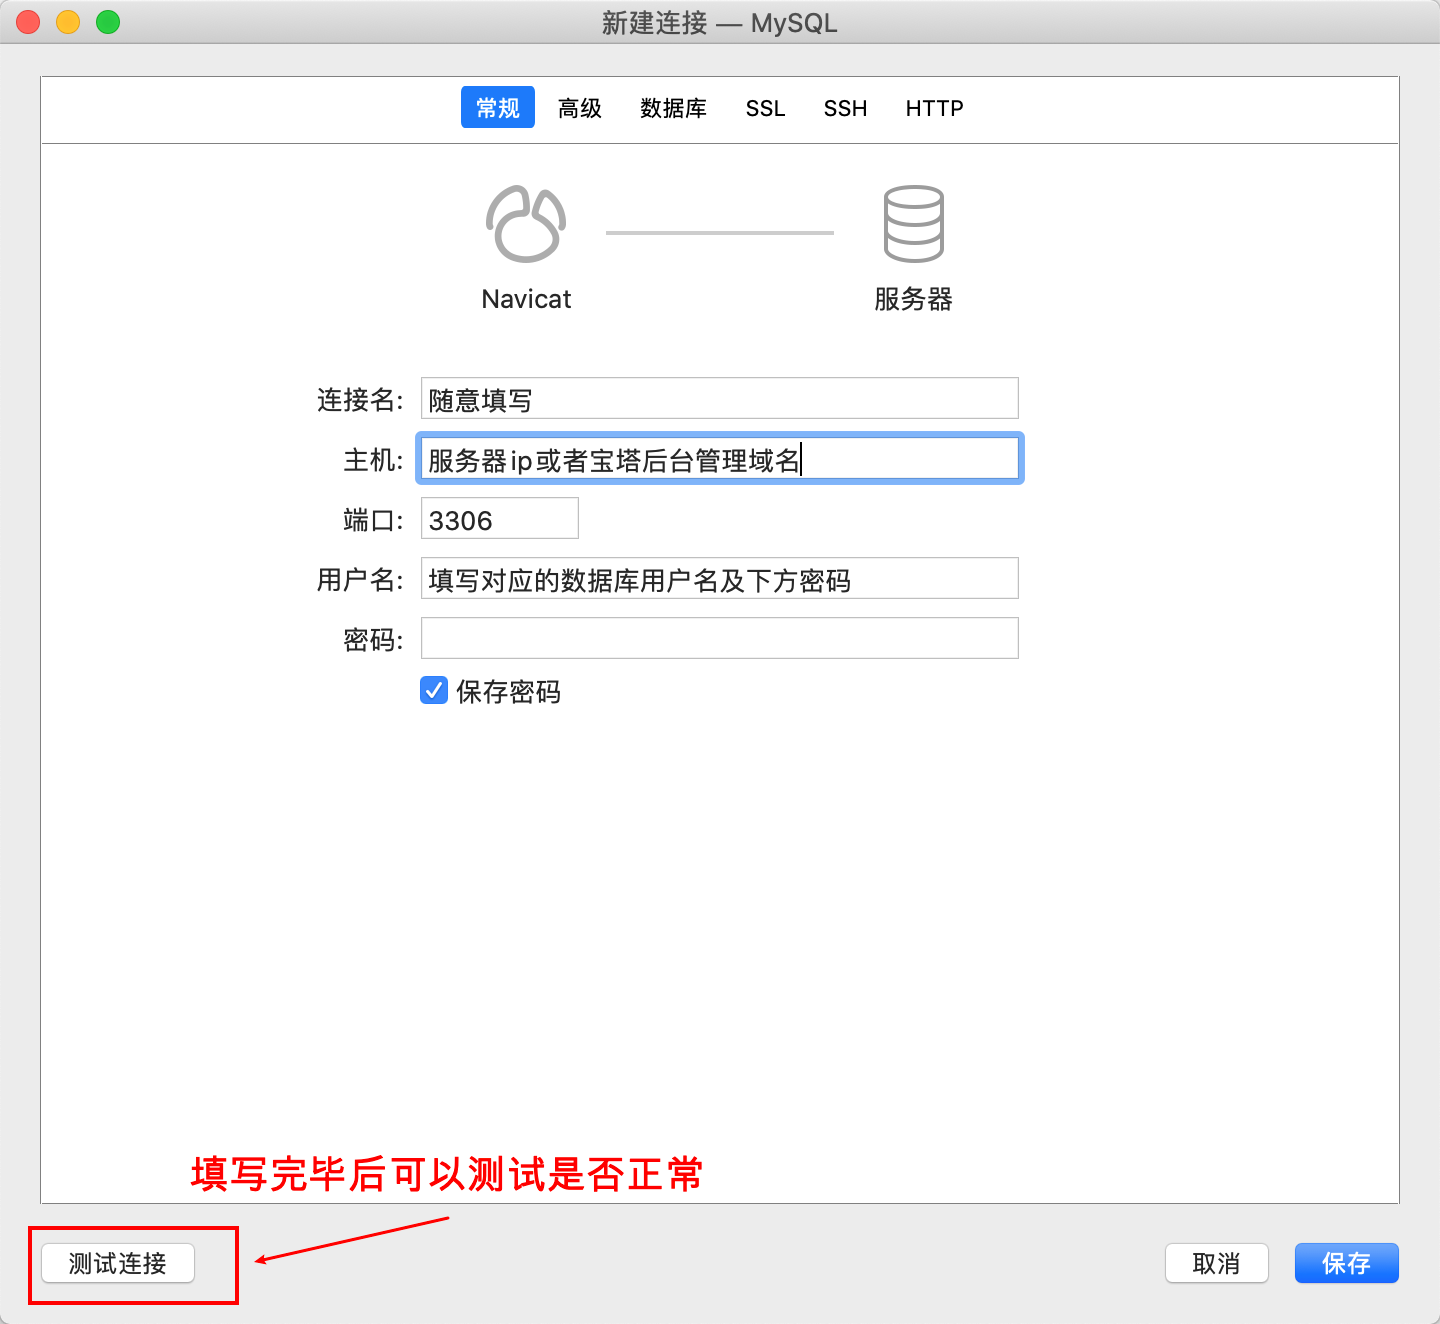 新建连接 — MySQL
常规 高级 数据库 SSL SSH HTTP
Navicat 服务器
连接名: 随意填写
主机: 服务器ip或者宝塔后台管理域名
端口: 3306
用户名: 填写对应的数据库用户名及下方密码
密码:
保存密码
填写完毕后可以测试是否正常
测试连接 取消 保存